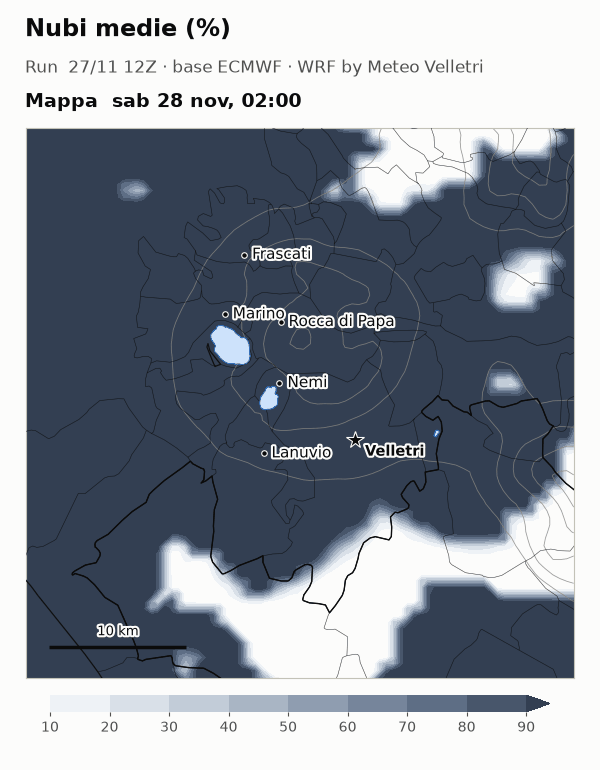 Nubi medie (%)
Run  27/11 12Z · base ECMWF · WRF by Meteo Velletri
Mappa  sab 28 nov, 02:00
Frascati
Marino
Rocca di Papa
Nemi
Velletri
Lanuvio
10 km
10 20 30 40 50 60 70 80 90